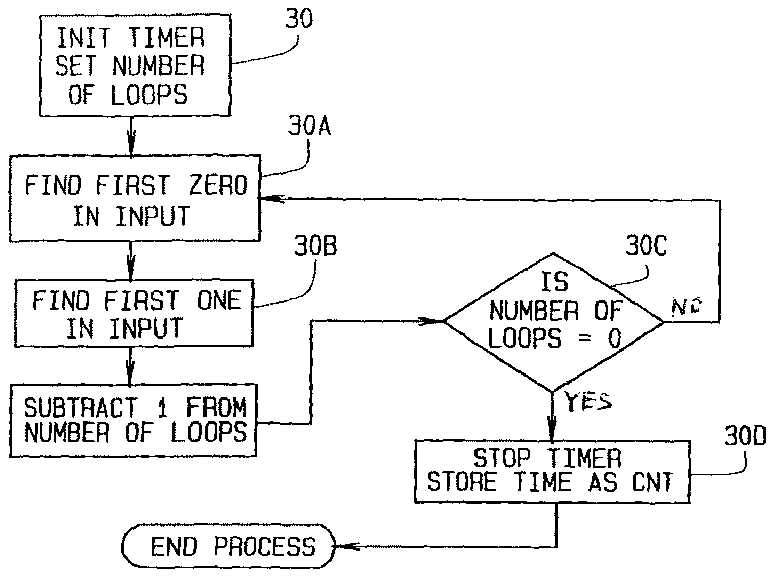 30
INIT TIMER
SET NUMBER
OF LOOPS
30A
FIND FIRST ZERO
IN INPUT
30B
FIND FIRST ONE
IN INPUT
SUBTRACT 1 FROM
NUMBER OF LOOPS
30C
IS
NUMBER OF
LOOPS = 0
NO
YES
30D
STOP TIMER
STORE TIME AS CNT
END PROCESS